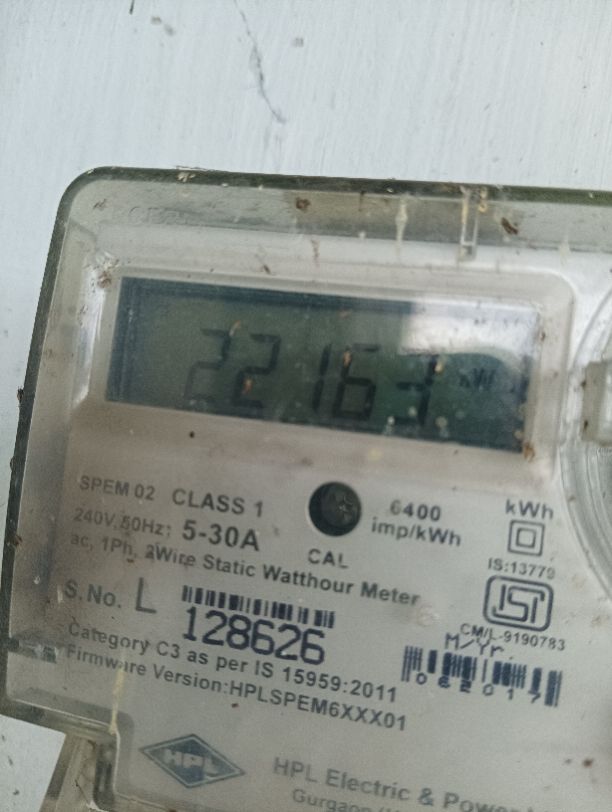 22163
SPEM 02 CLASS 1
6400
imp/kWh
kWh
240V, 50Hz; 5-30A
CAL
ac, 1Ph, 2Wire Static Watthour Meter
IS:13779
S.No. L
128626
CM/L-9190783
M/Yr.
Category C3 as per IS 15959:2011
062017
Firmware Version:HPLSPEM6XXX01
HPL
HPL Electric &
Gurgaon